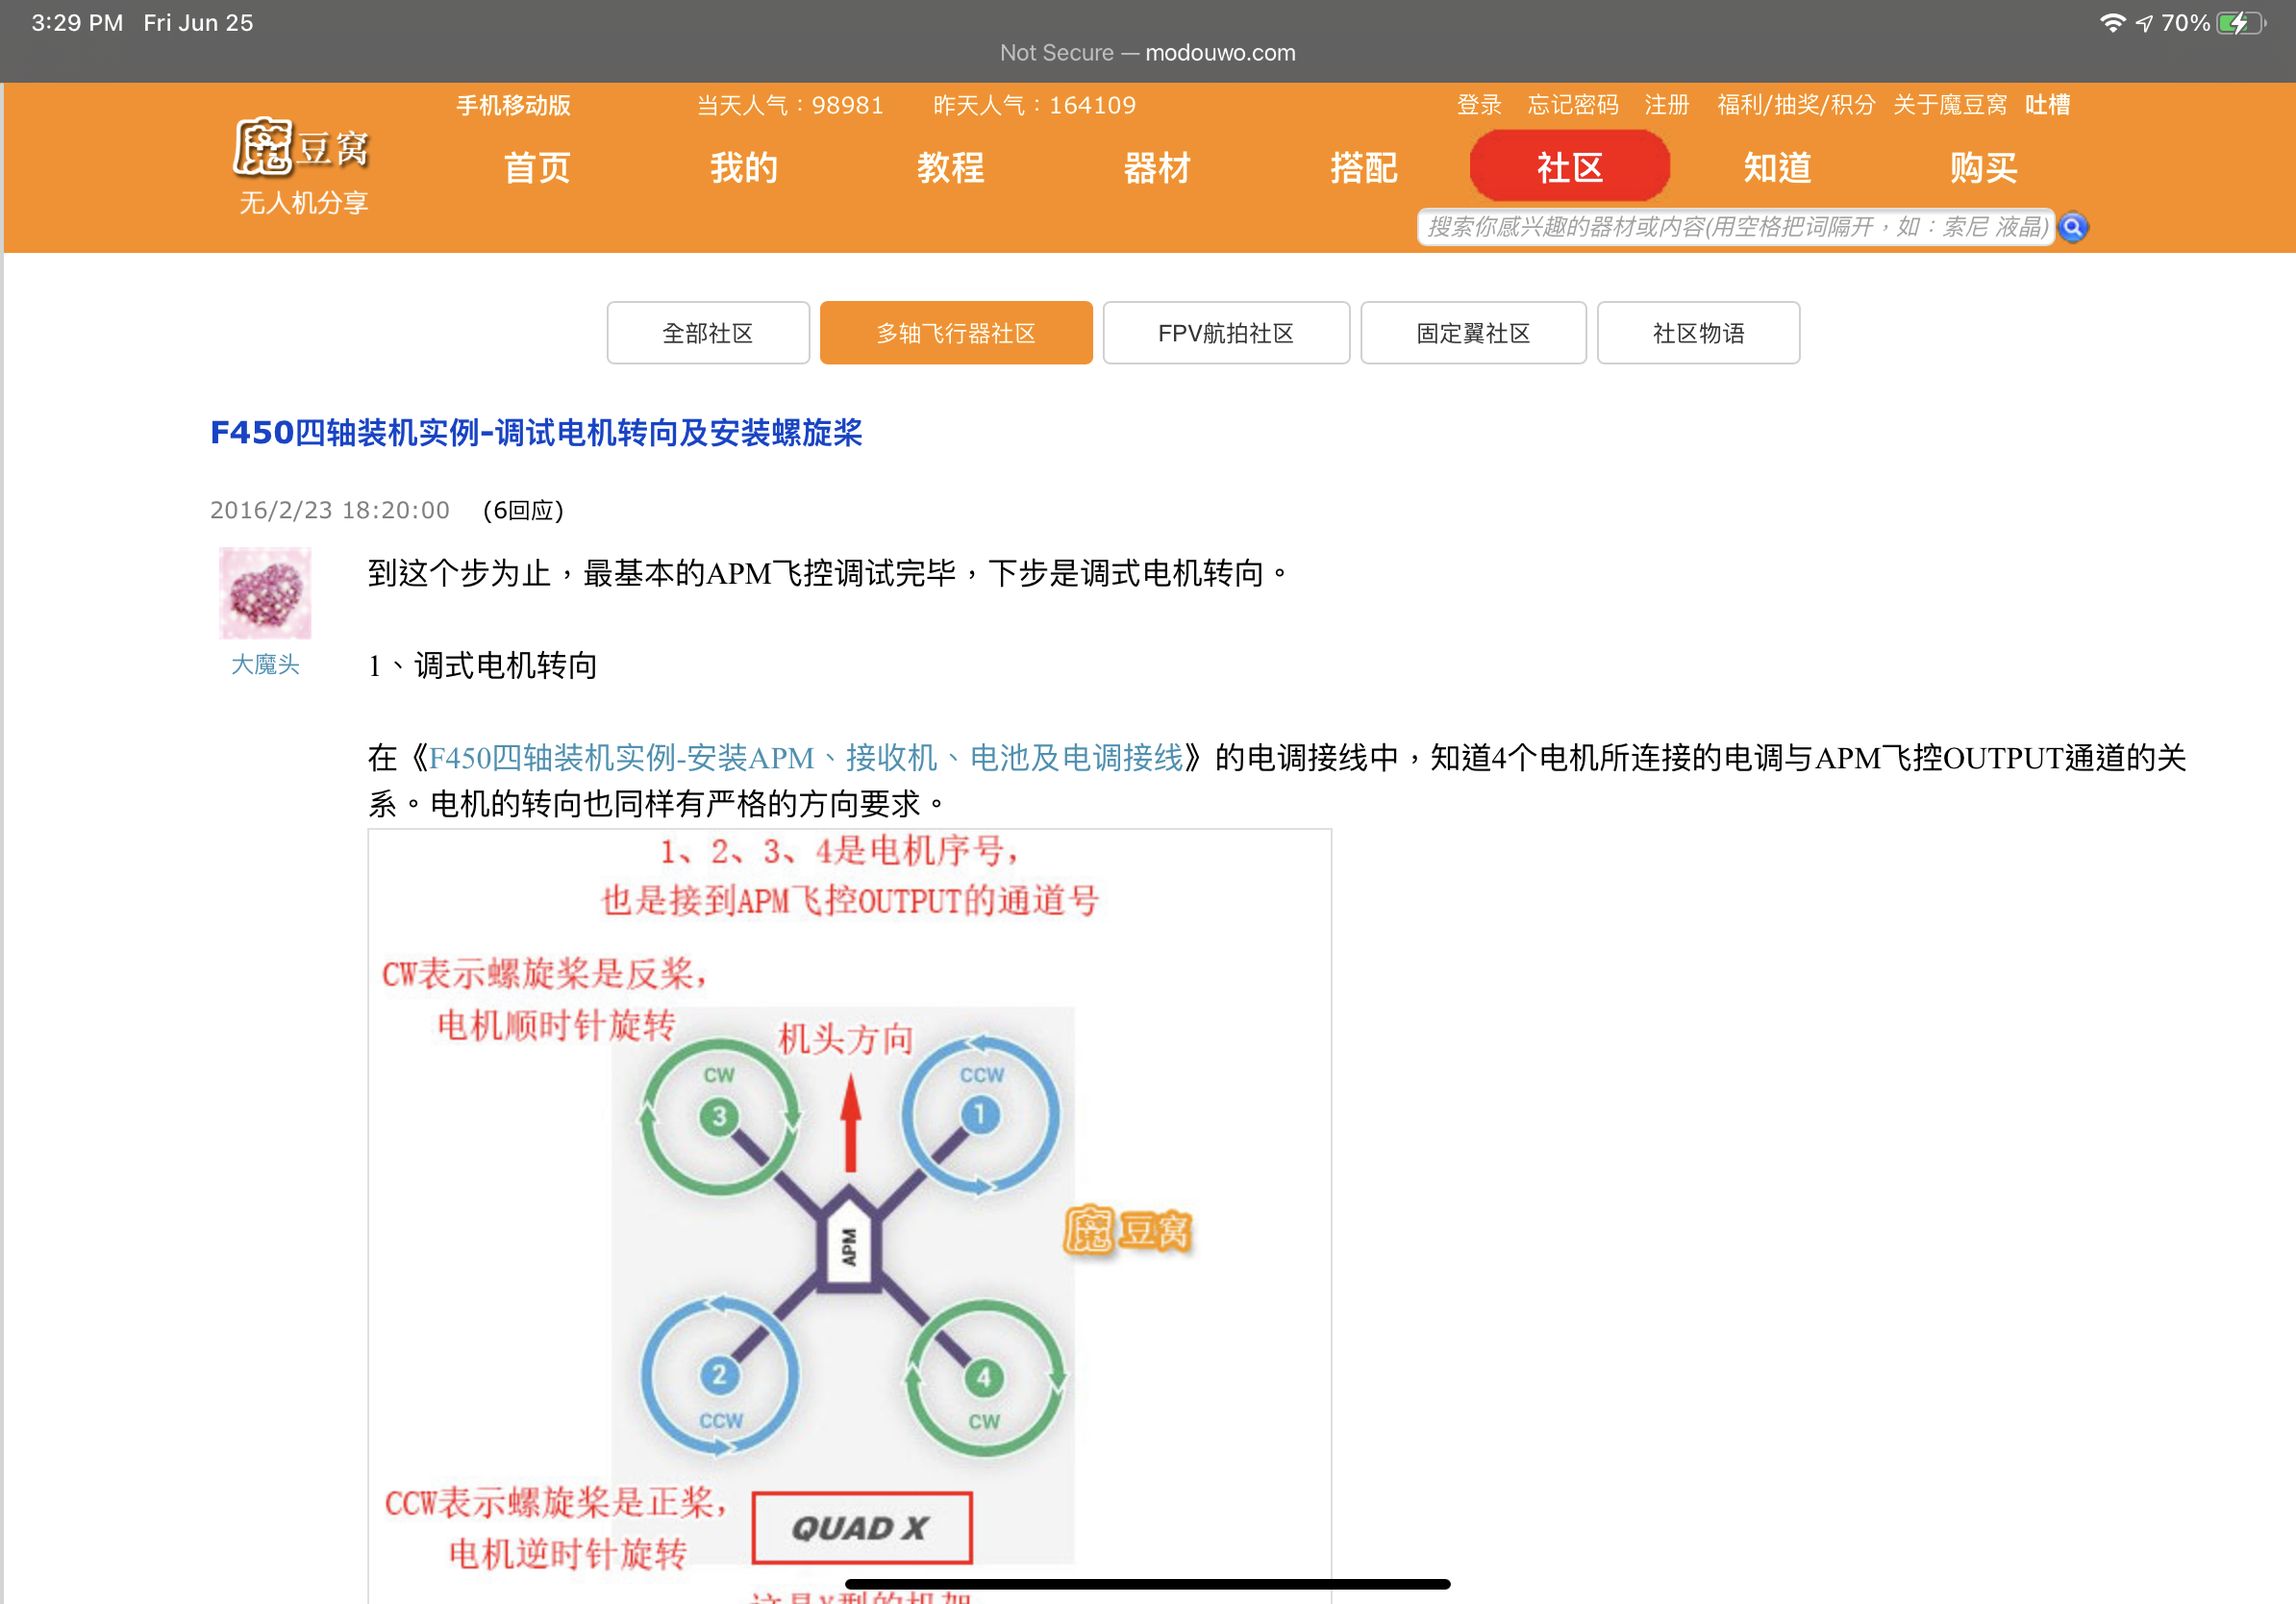 3:29 PM Fri Jun 25
70%
Not Secure — modouwo.com
手机移动版 当天人气：98981 昨天人气：164109 登录 忘记密码 注册 福利/抽奖/积分 关于魔豆窝 吐槽
魔豆窝
无人机分享
首页 我的 教程 器材 搭配 社区 知道 购买
搜索你感兴趣的器材或内容(用空格把词隔开，如：索尼 液晶)
全部社区 多轴飞行器社区 FPV航拍社区 固定翼社区 社区物语
F450四轴装机实例-调试电机转向及安装螺旋桨
2016/2/23 18:20:00 (6回应)
大魔头
到这个步为止，最基本的APM飞控调试完毕，下步是调式电机转向。
1、调式电机转向
在《F450四轴装机实例-安装APM、接收机、电池及电调接线》的电调接线中，知道4个电机所连接的电调与APM飞控OUTPUT通道的关
系。电机的转向也同样有严格的方向要求。
1、2、3、4是电机序号，
也是接到APM飞控OUTPUT的通道号
CW表示螺旋桨是反桨，
电机顺时针旋转
机头方向
CW
3
CCW
1
APM
魔豆窝
2
CCW
4
CW
CCW表示螺旋桨是正桨，
电机逆时针旋转
QUAD X
这是X型的机架